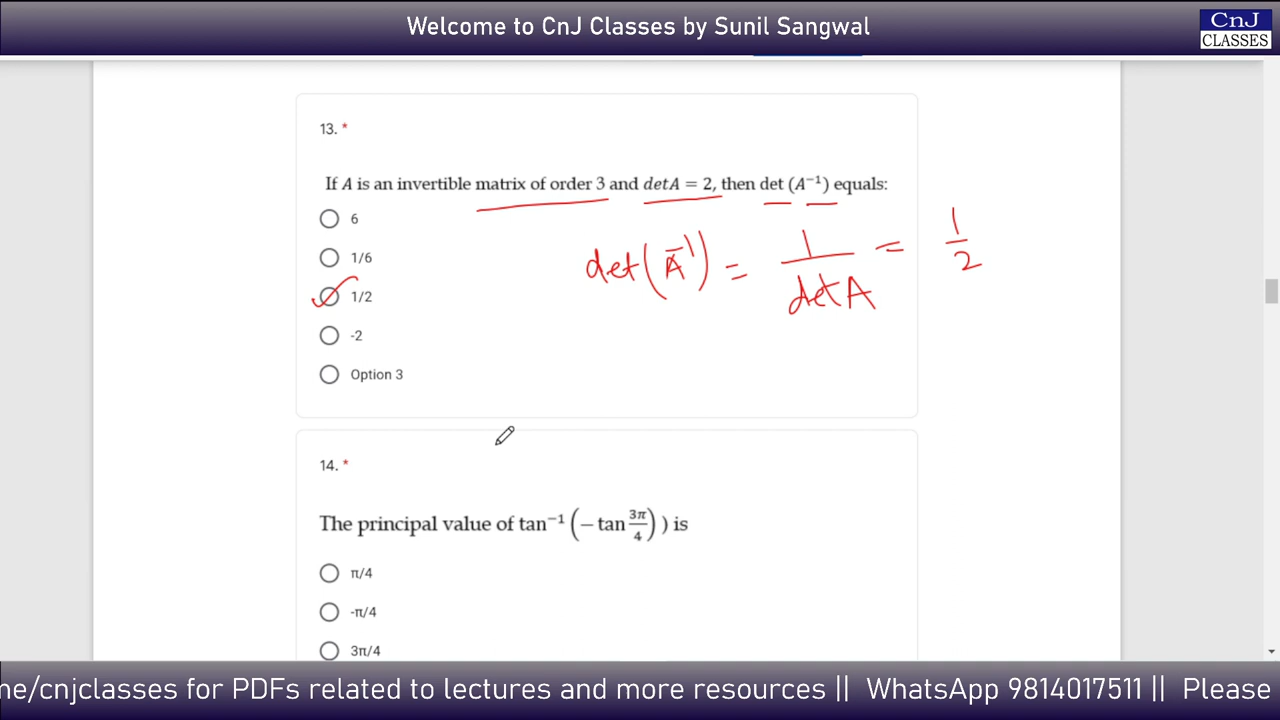 Welcome to CnJ Classes by Sunil Sangwal
CnJ
CLASSES
13. *
If A is an invertible matrix of order 3 and detA = 2, then det (A⁻¹) equals:
6
1/6
1/2
-2
Option 3
det(A⁻¹) = 1/detA = 1/2
14. *
The principal value of tan⁻¹ (−tan 3π/4) ) is
π/4
-π/4
3π/4
ne/cnjclasses for PDFs related to lectures and more resources || WhatsApp 9814017511 || Please